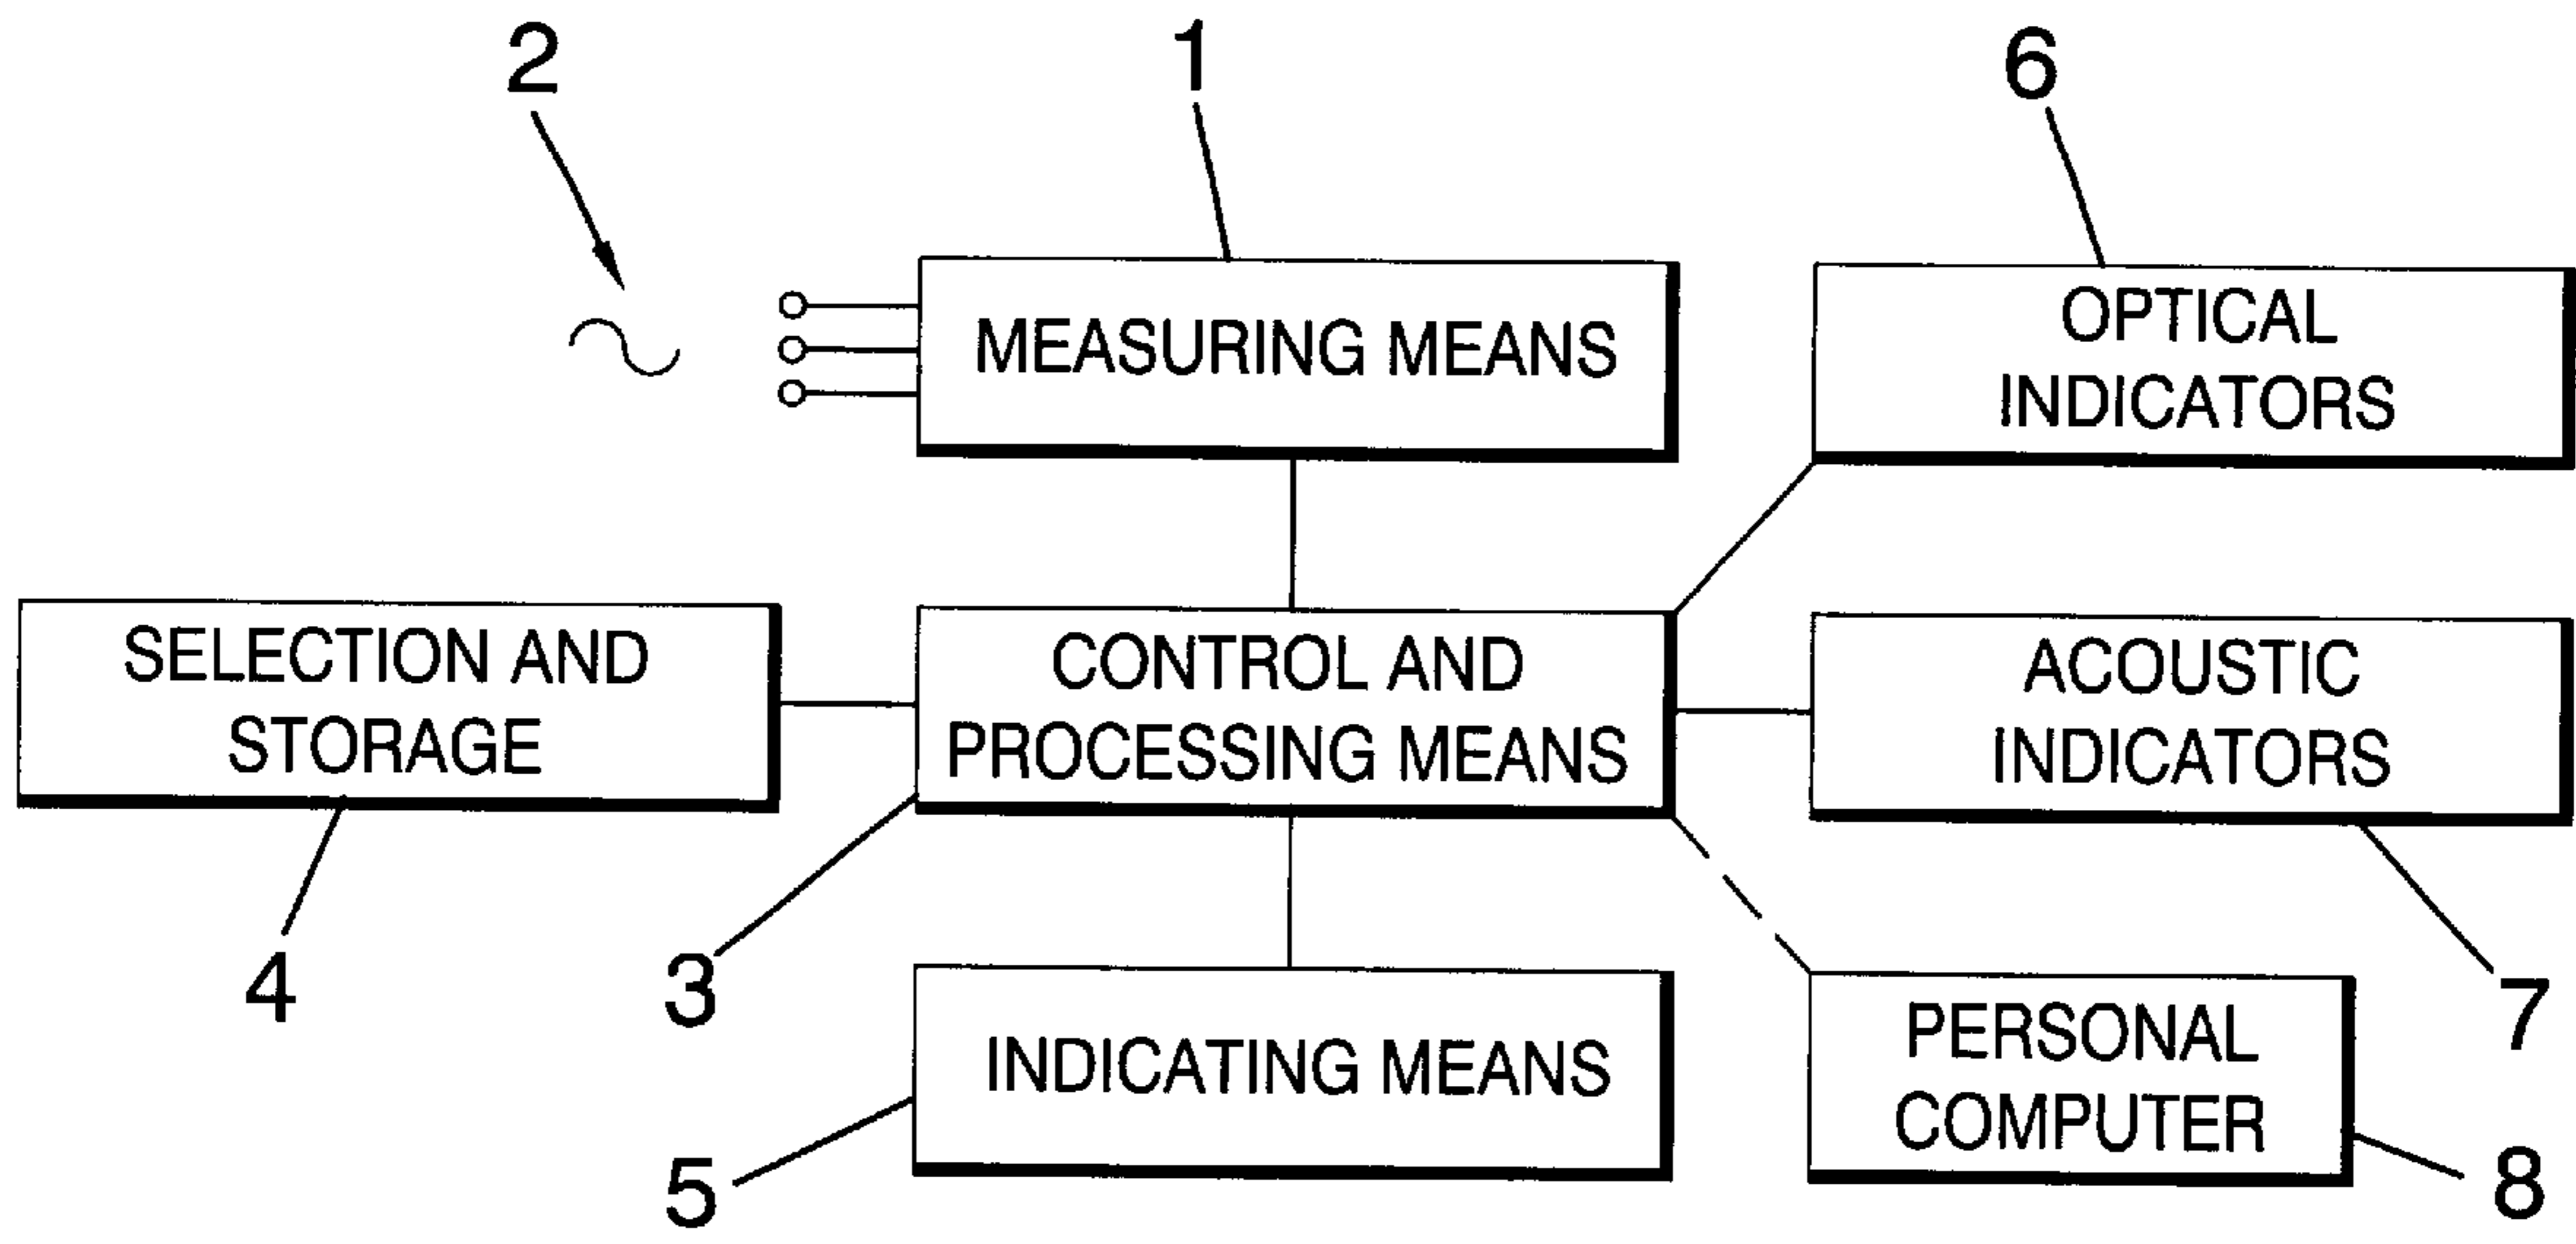 2
1
6
MEASURING MEANS
OPTICAL
INDICATORS
SELECTION AND
STORAGE
CONTROL AND
PROCESSING MEANS
ACOUSTIC
INDICATORS
4
3
7
INDICATING MEANS
PERSONAL
COMPUTER
5
8